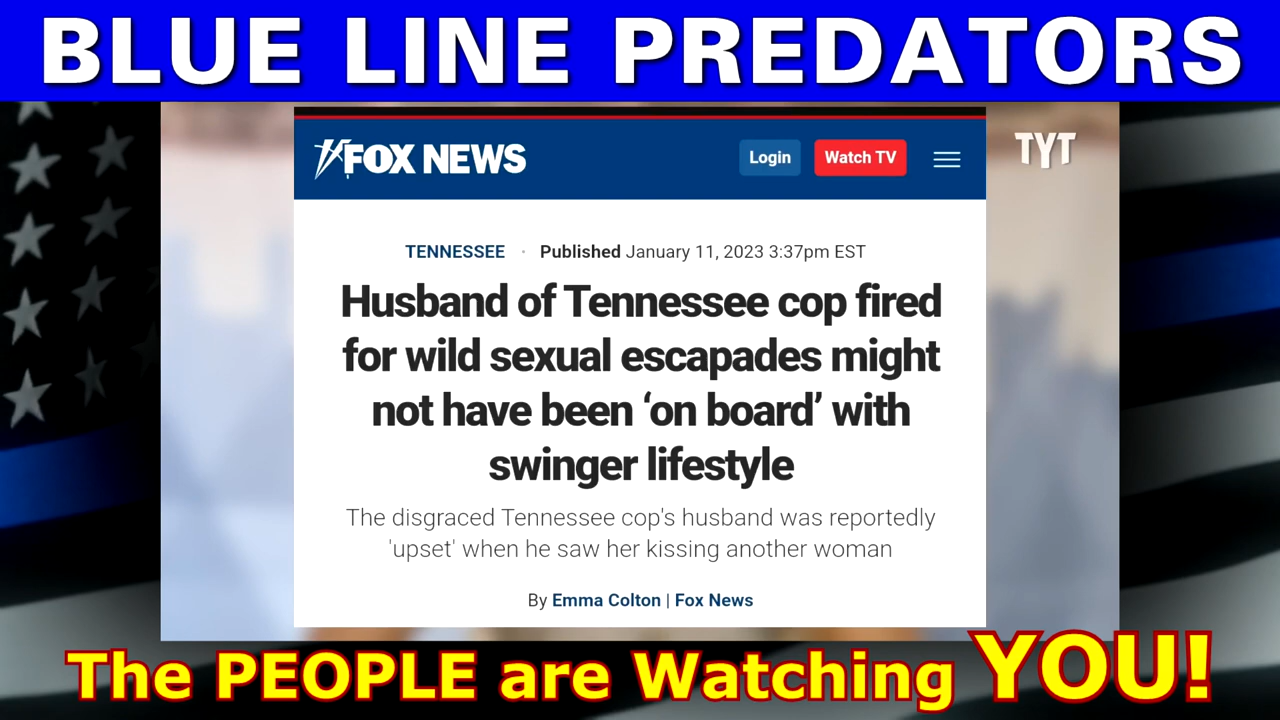 BLUE LINE PREDATORS
FOX NEWS
Login
Watch TV
TYT
TENNESSEE · Published January 11, 2023 3:37pm EST
Husband of Tennessee cop fired
for wild sexual escapades might
not have been ‘on board’ with
swinger lifestyle
The disgraced Tennessee cop's husband was reportedly
'upset' when he saw her kissing another woman
By Emma Colton | Fox News
The PEOPLE are Watching YOU!